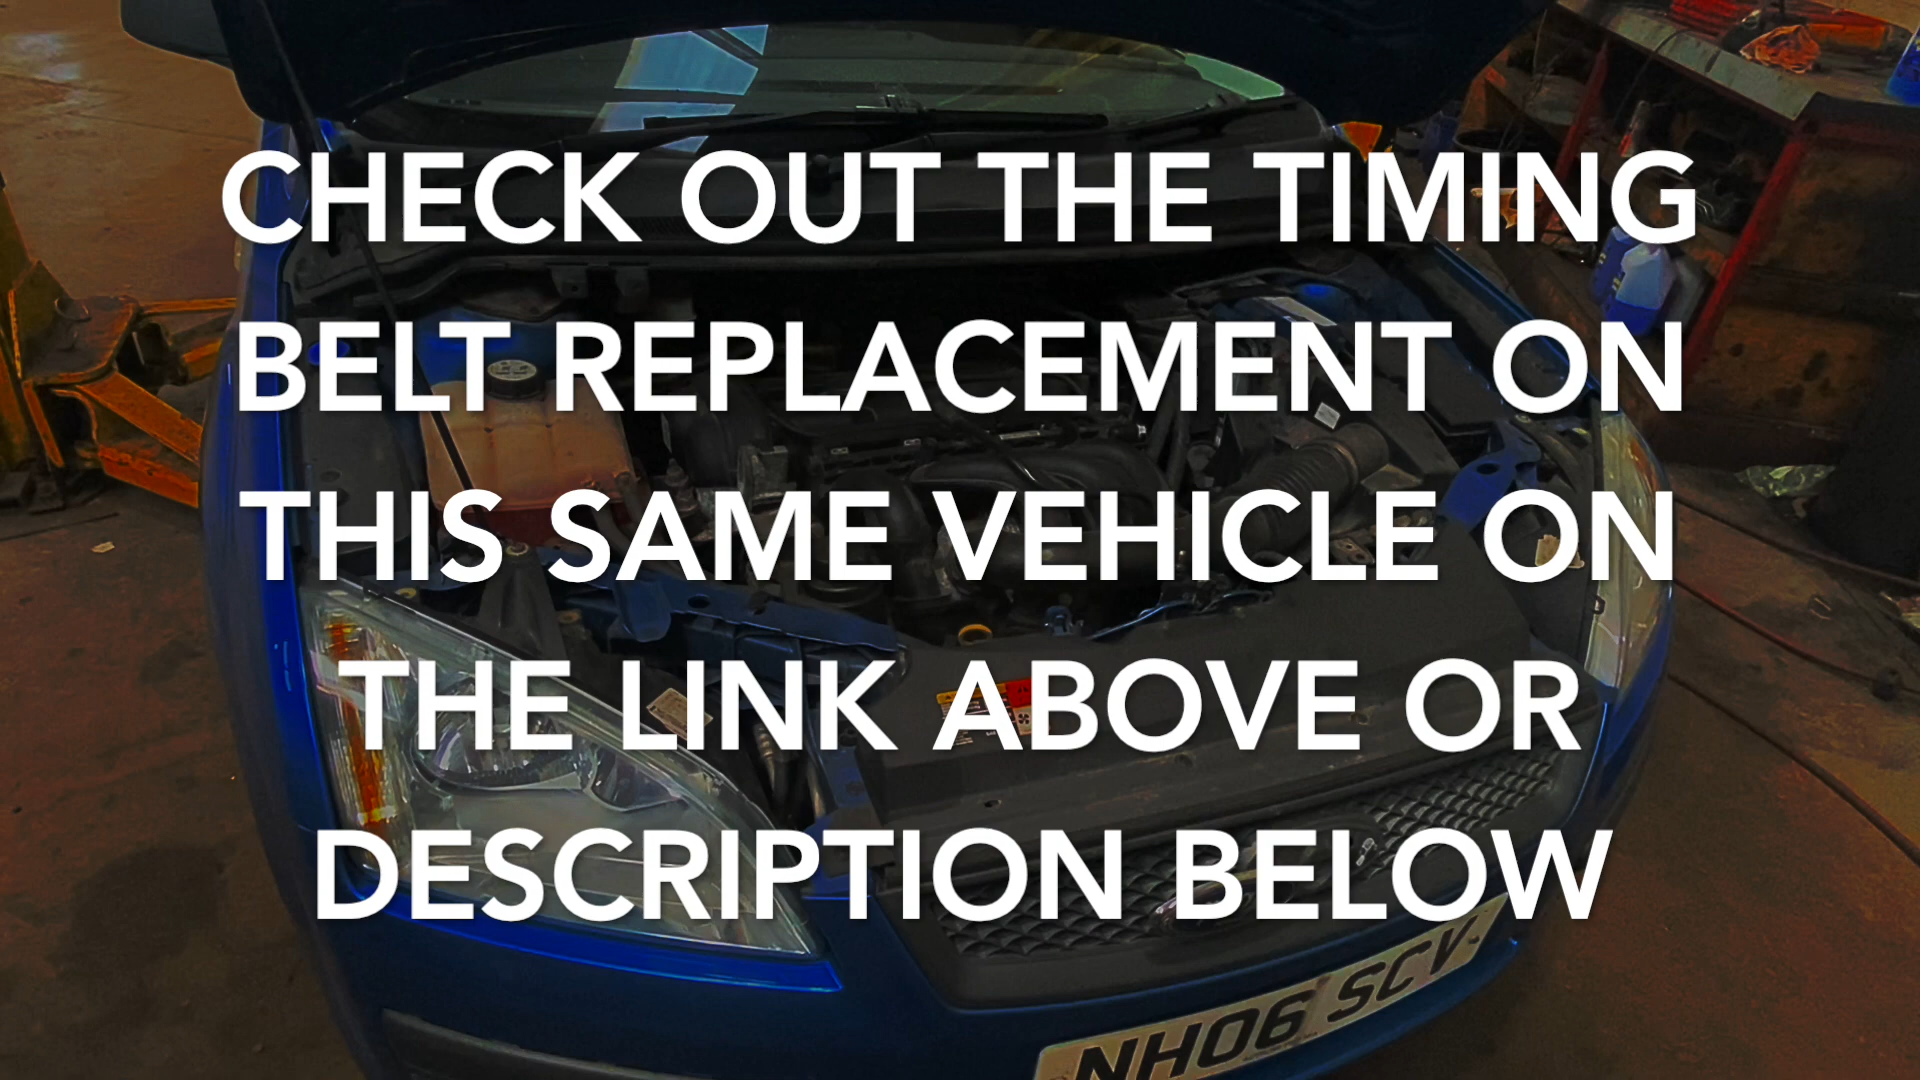 CHECK OUT THE TIMING
BELT REPLACEMENT ON
THIS SAME VEHICLE ON
THE LINK ABOVE OR
DESCRIPTION BELOW
NH06 SCV